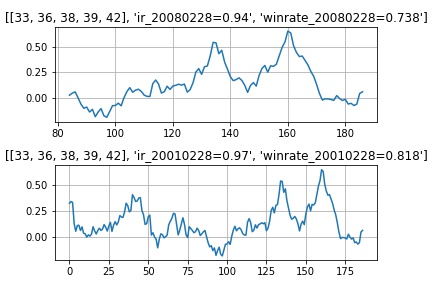 [[33, 36, 38, 39, 42], 'ir_20080228=0.94', 'winrate_20080228=0.738']
0.50
0.25
0.00
80 100 120 140 160 180
[[33, 36, 38, 39, 42], 'ir_20010228=0.97', 'winrate_20010228=0.818']
0.50
0.25
0.00
0 25 50 75 100 125 150 175